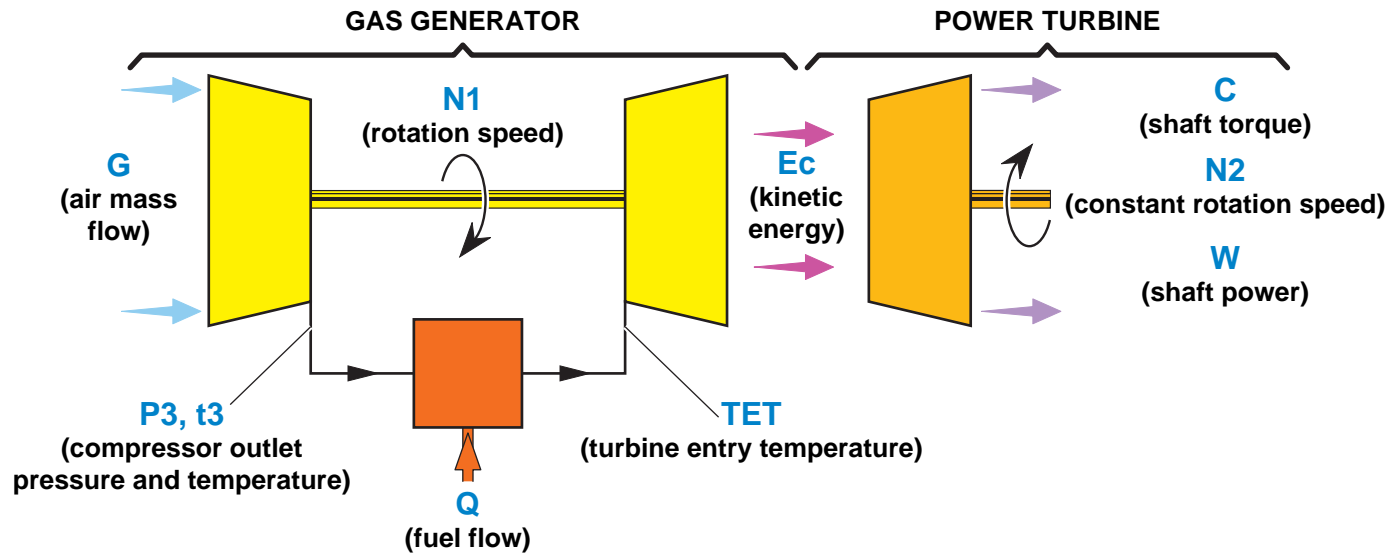 GAS GENERATOR
POWER TURBINE
N1
(rotation speed)
G
(air mass
flow)
Ec
(kinetic
energy)
C
(shaft torque)
N2
(constant rotation speed)
W
(shaft power)
P3, t3
(compressor outlet
pressure and temperature)
TET
(turbine entry temperature)
Q
(fuel flow)